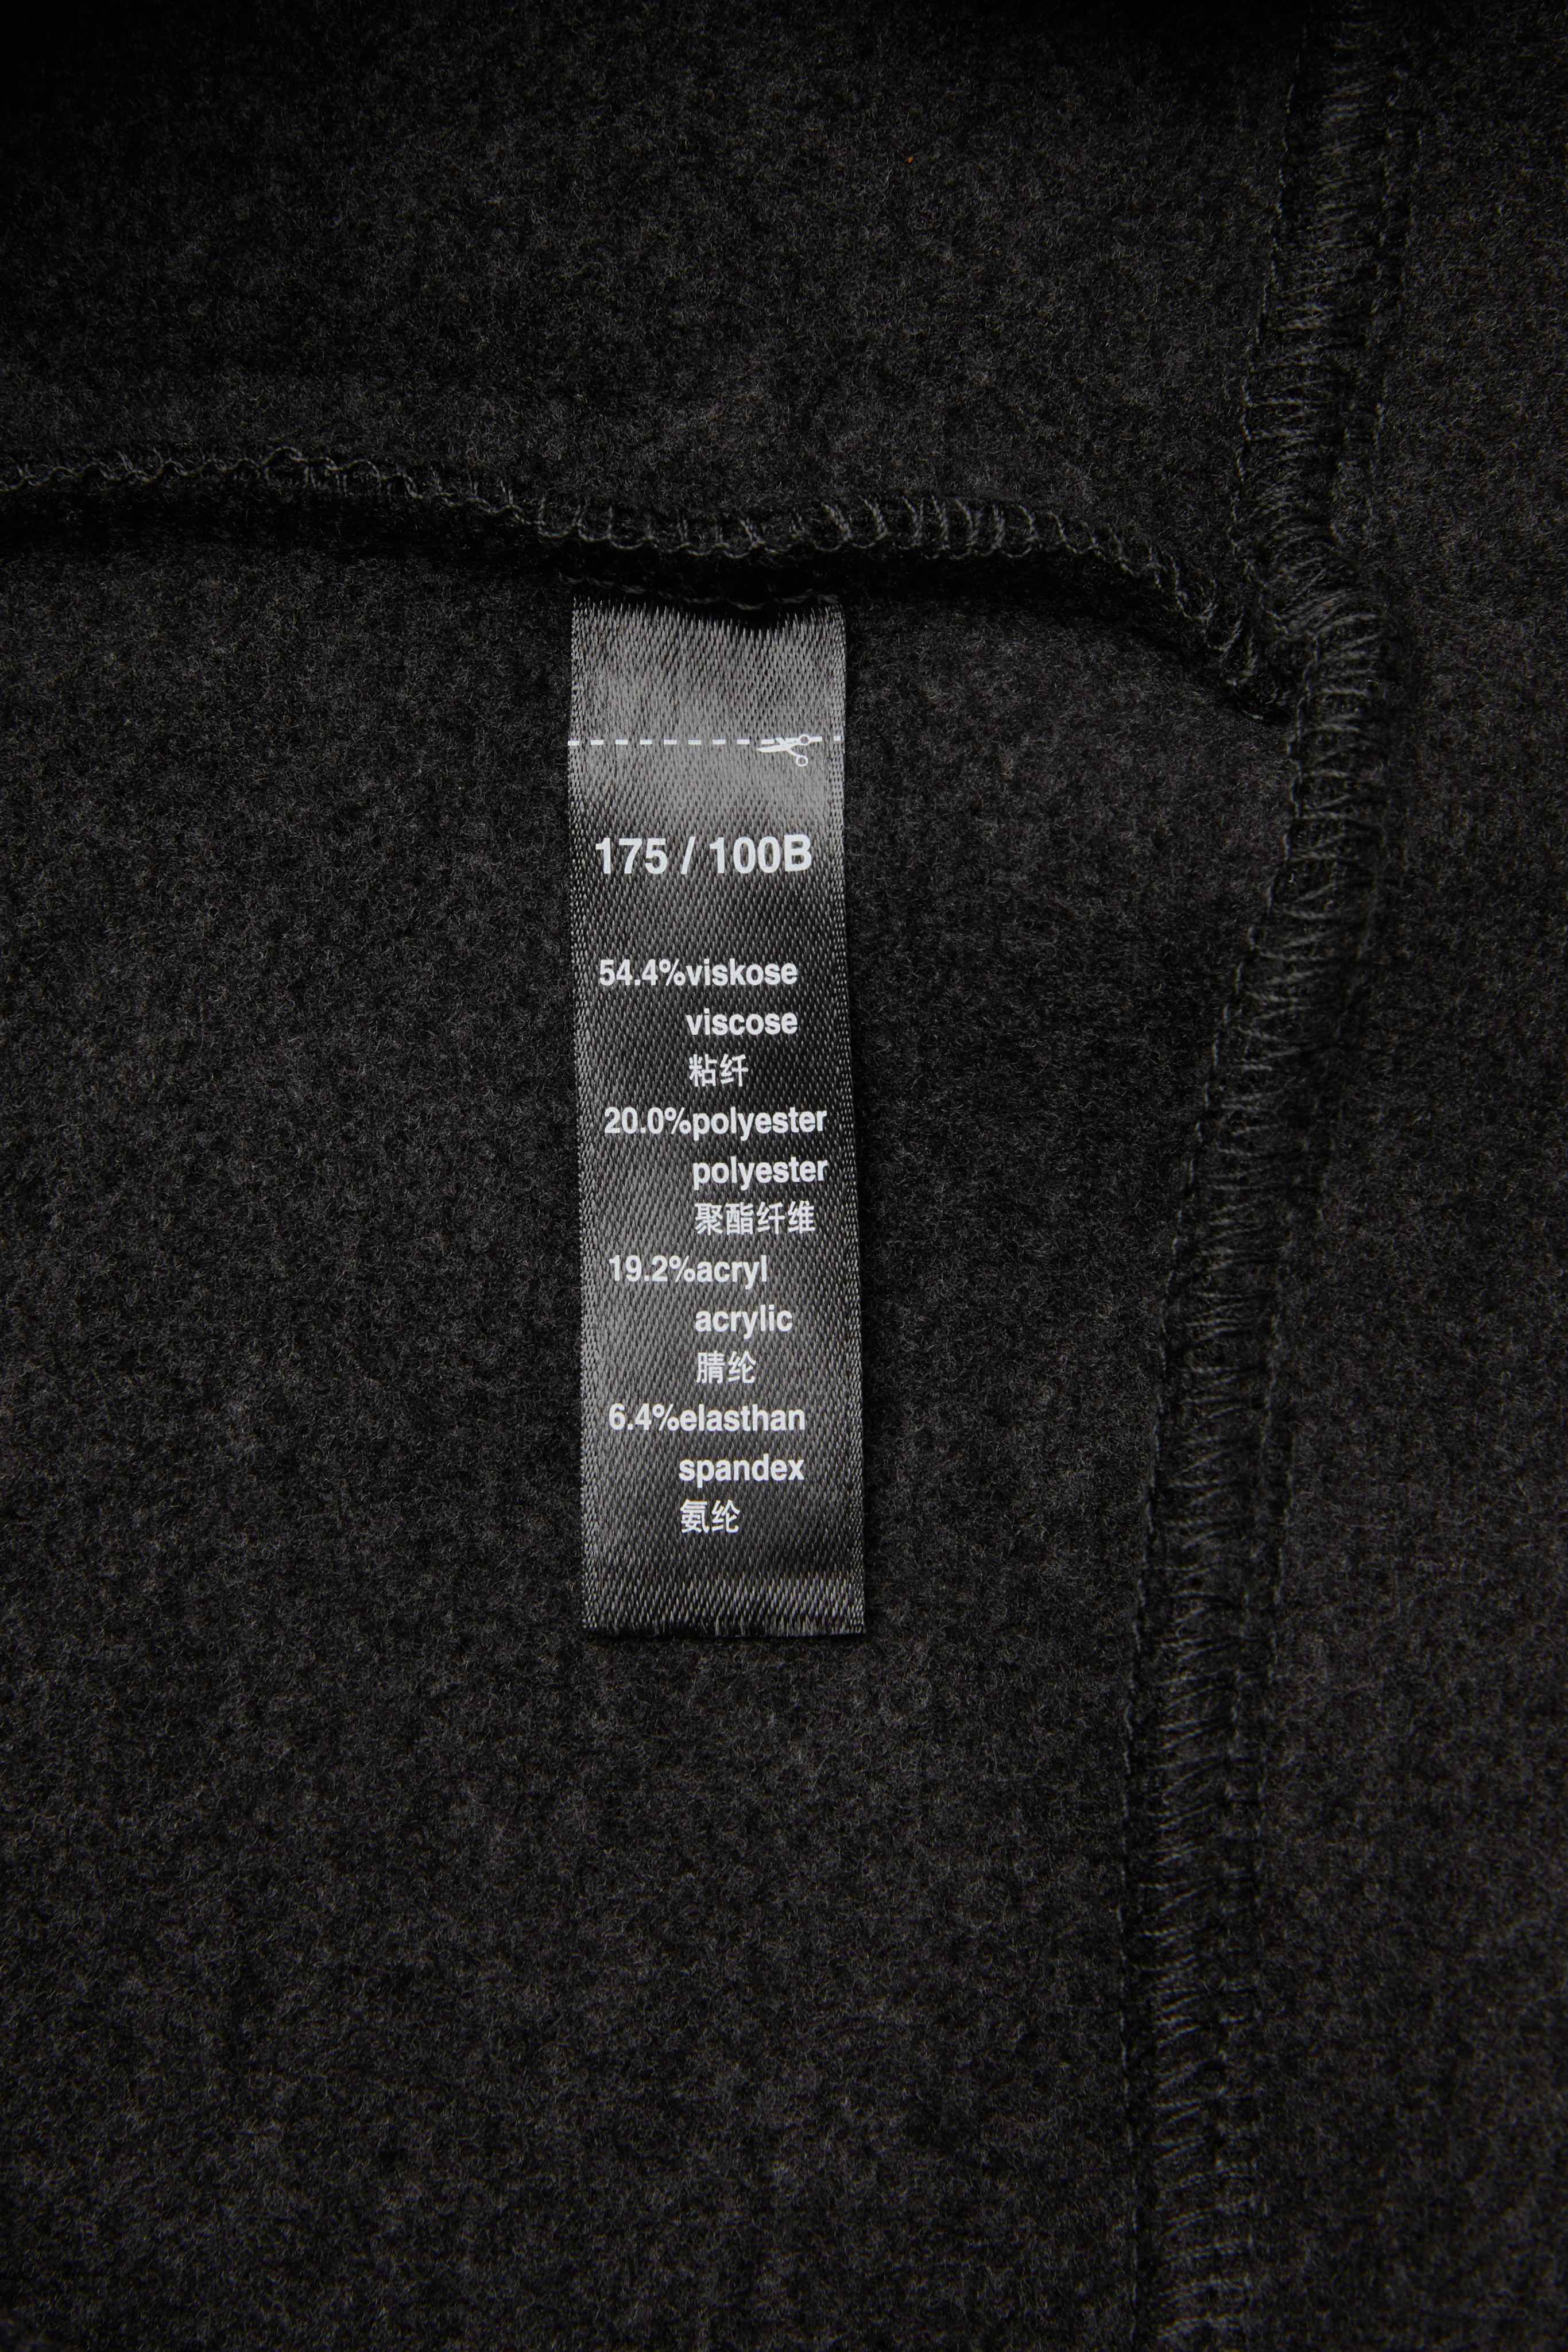 175 / 100B
54.4%viskose
viscose
粘纤
20.0%polyester
polyester
聚酯纤维
19.2%acryl
acrylic
腈纶
6.4%elasthan
spandex
氨纶